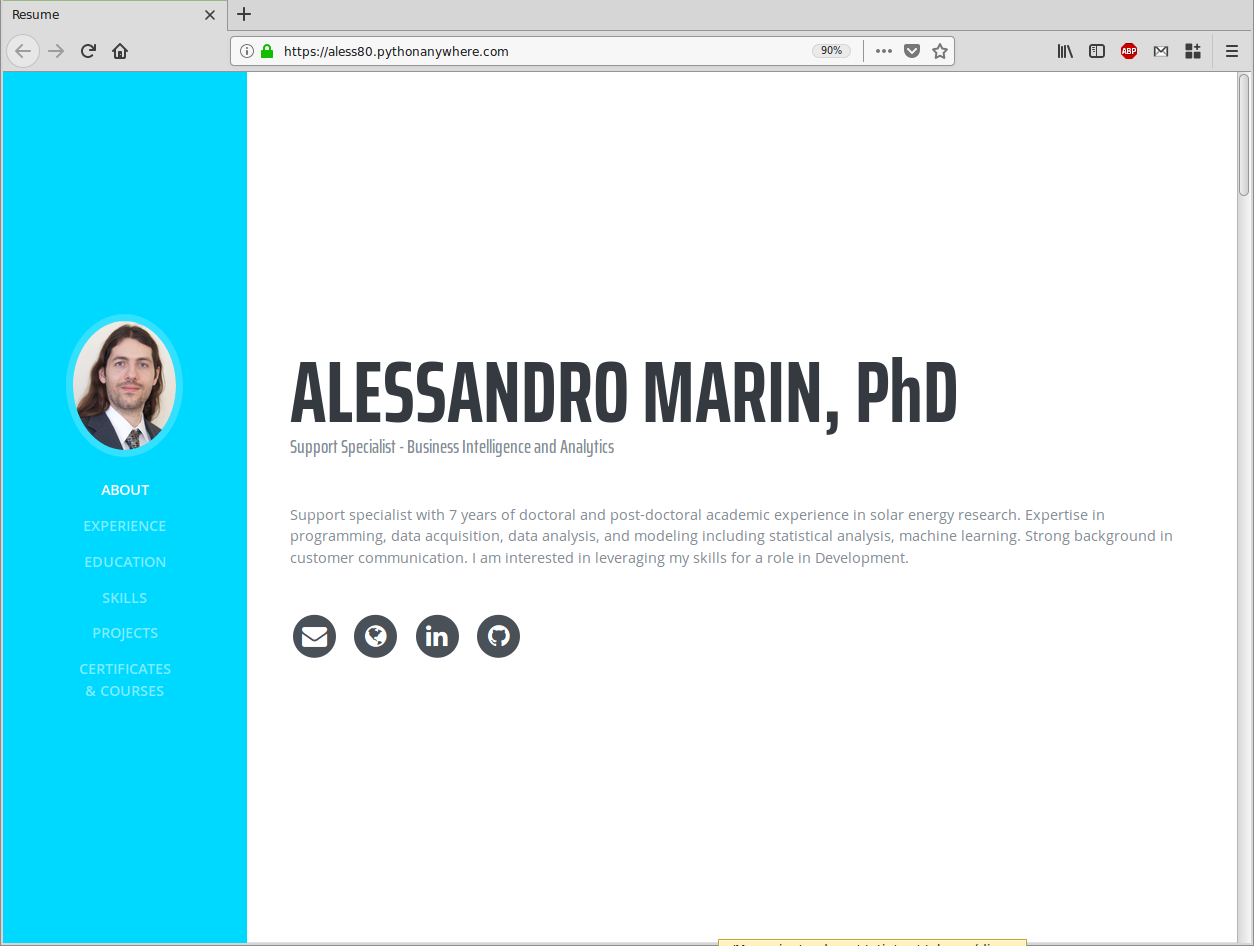 Resume
https://aless80.pythonanywhere.com
90%
ABP
ABOUT
EXPERIENCE
EDUCATION
SKILLS
PROJECTS
CERTIFICATES
& COURSES
ALESSANDRO MARIN, PhD
Support Specialist - Business Intelligence and Analytics
Support specialist with 7 years of doctoral and post-doctoral academic experience in solar energy research. Expertise in
programming, data acquisition, data analysis, and modeling including statistical analysis, machine learning. Strong background in
customer communication. I am interested in leveraging my skills for a role in Development.
in